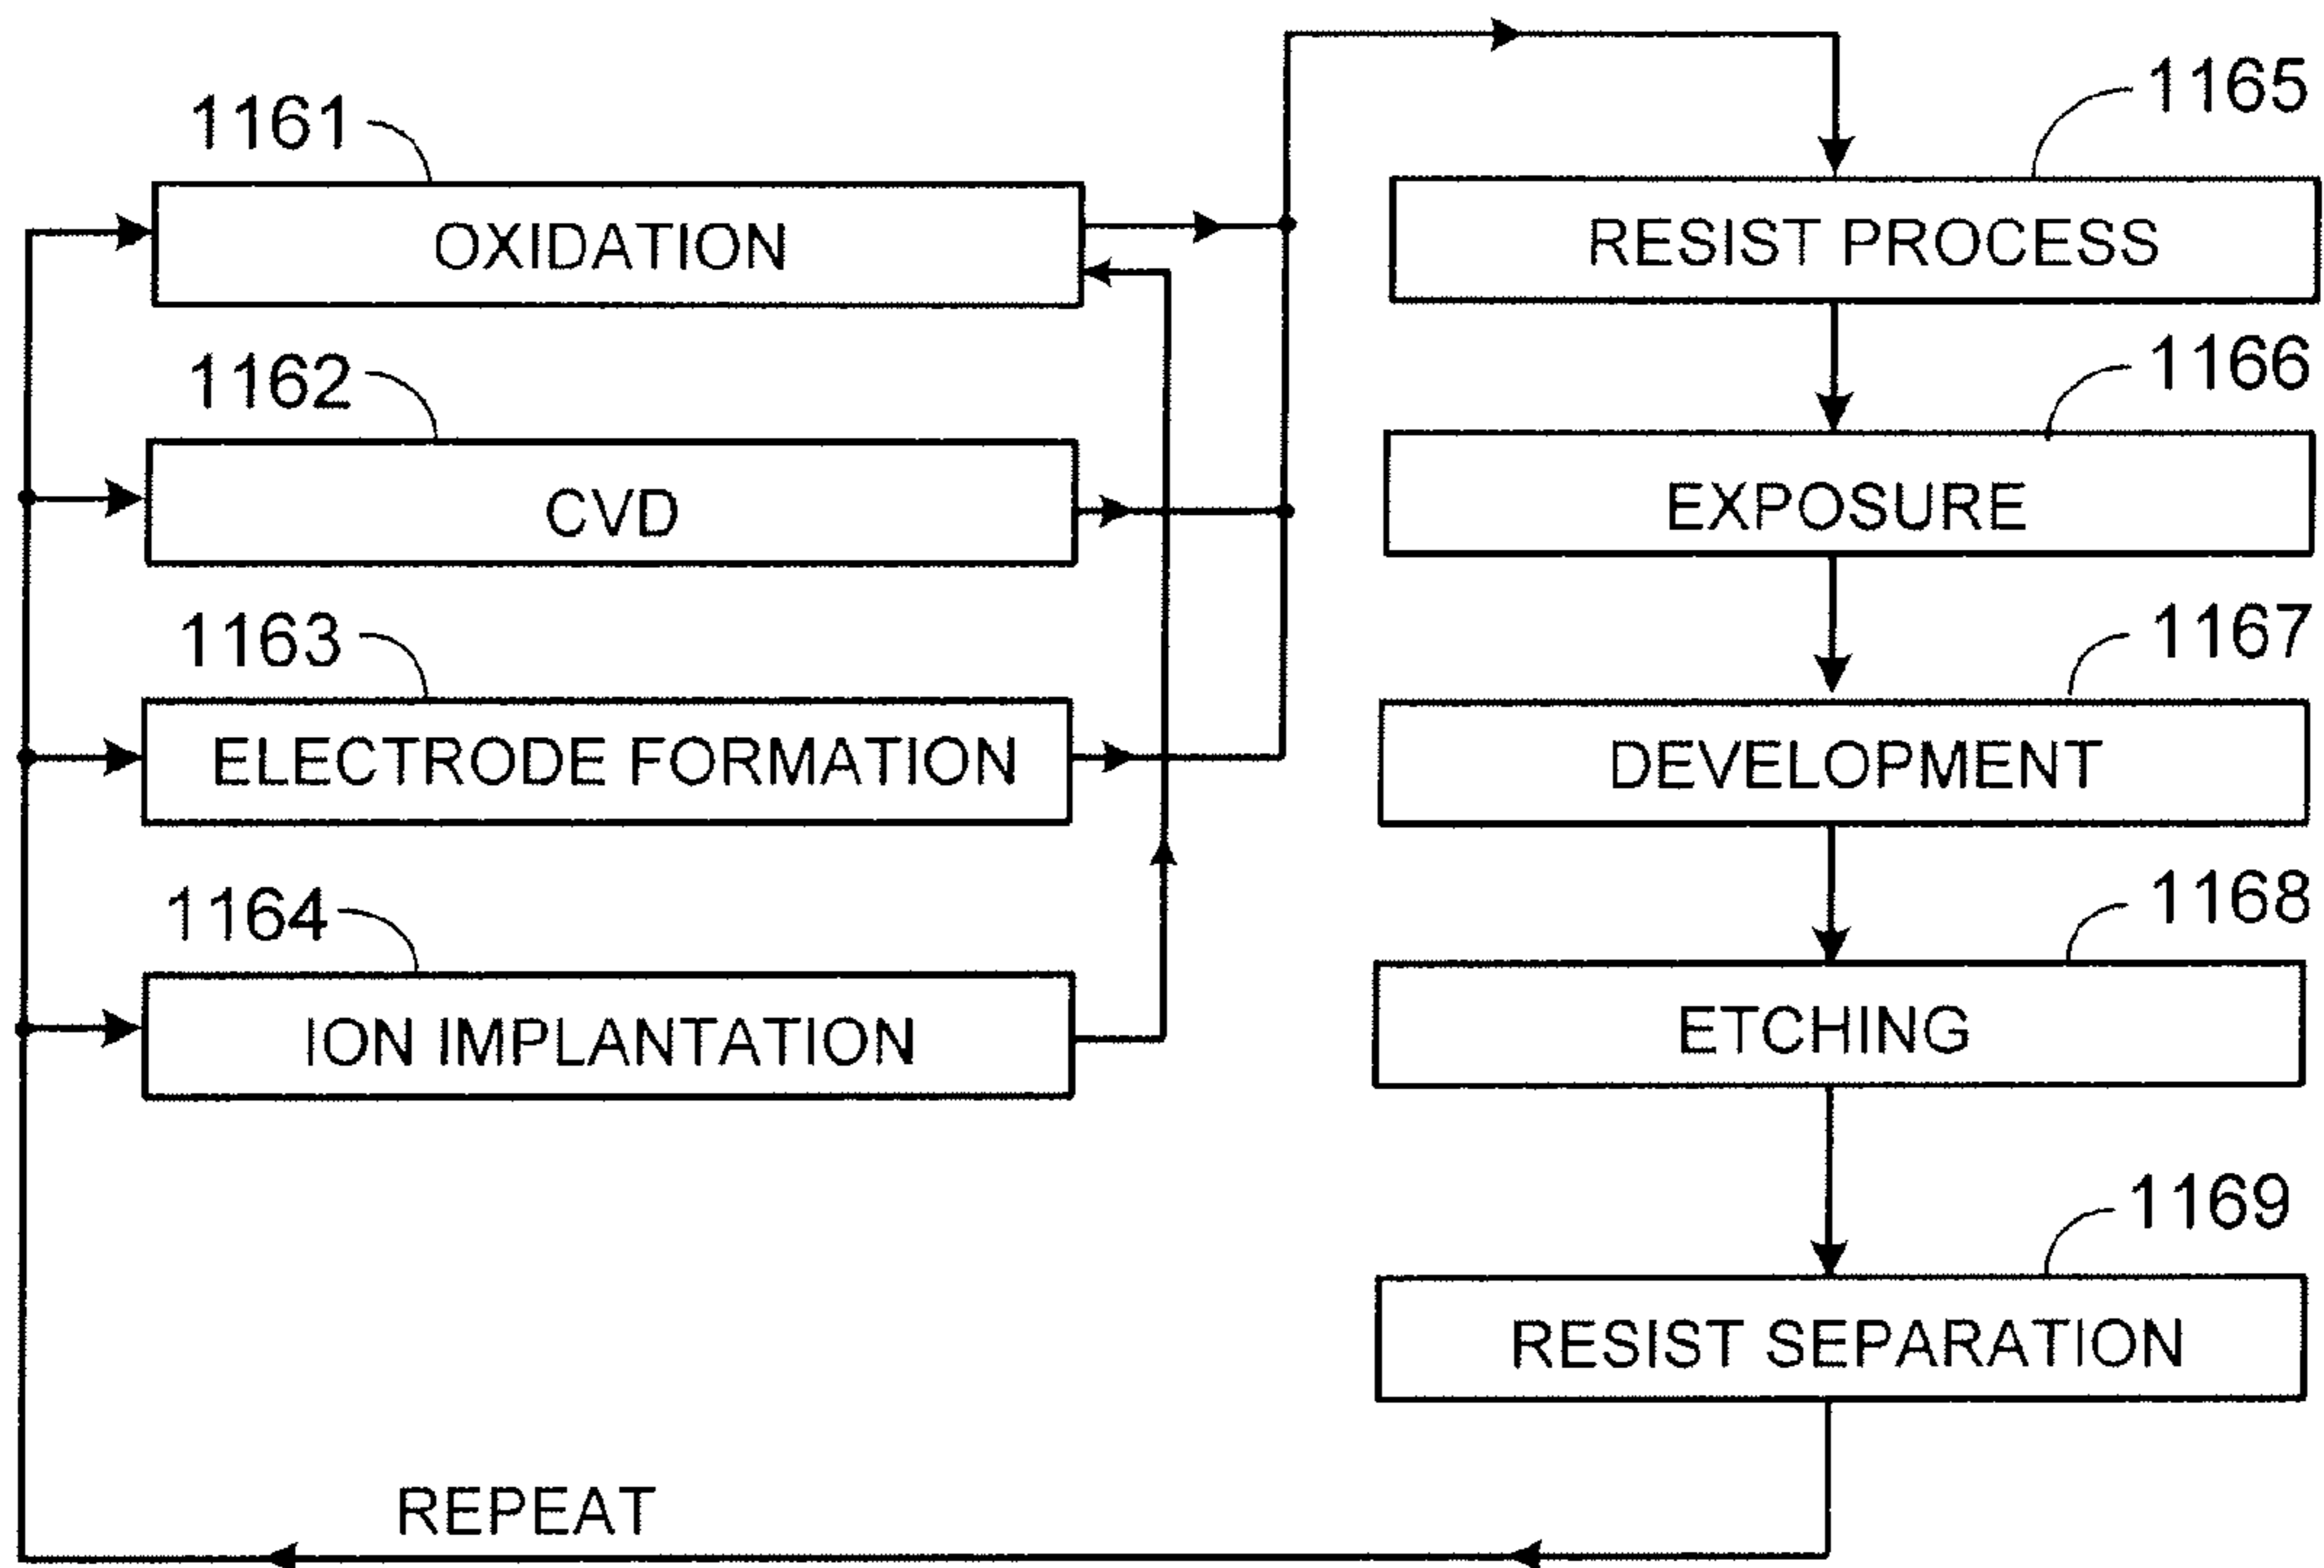 1161
OXIDATION
1162
CVD
1163
ELECTRODE FORMATION
1164
ION IMPLANTATION
1165
RESIST PROCESS
1166
EXPOSURE
1167
DEVELOPMENT
1168
ETCHING
1169
RESIST SEPARATION
REPEAT